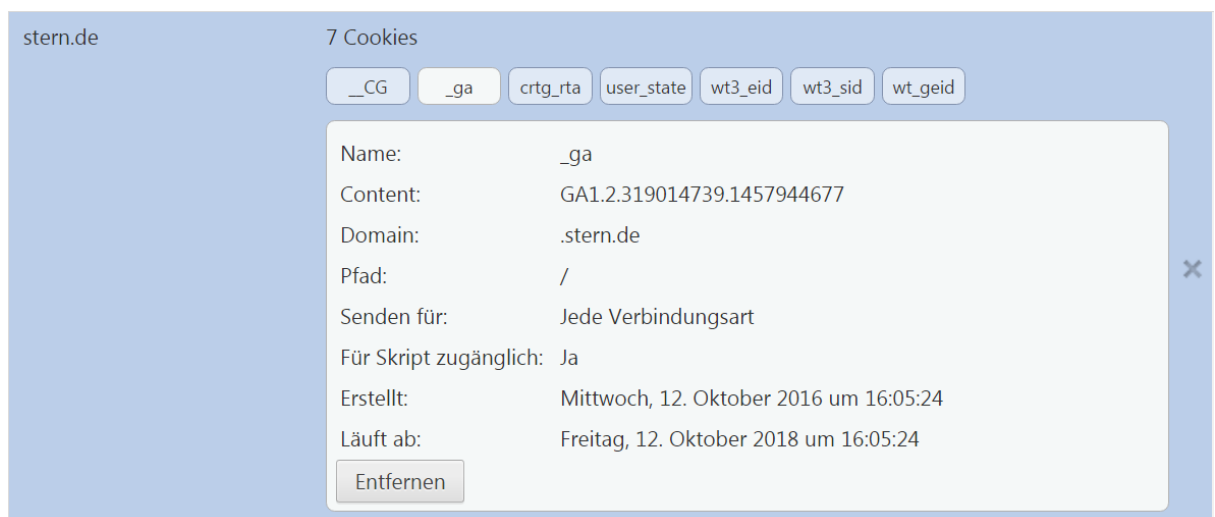 stern.de 7 Cookies
__CG _ga crtg_rta user_state wt3_eid wt3_sid wt_geid
Name: _ga
Content: GA1.2.319014739.1457944677
Domain: .stern.de
Pfad: /
Senden für: Jede Verbindungsart
Für Skript zugänglich: Ja
Erstellt: Mittwoch, 12. Oktober 2016 um 16:05:24
Läuft ab: Freitag, 12. Oktober 2018 um 16:05:24
Entfernen